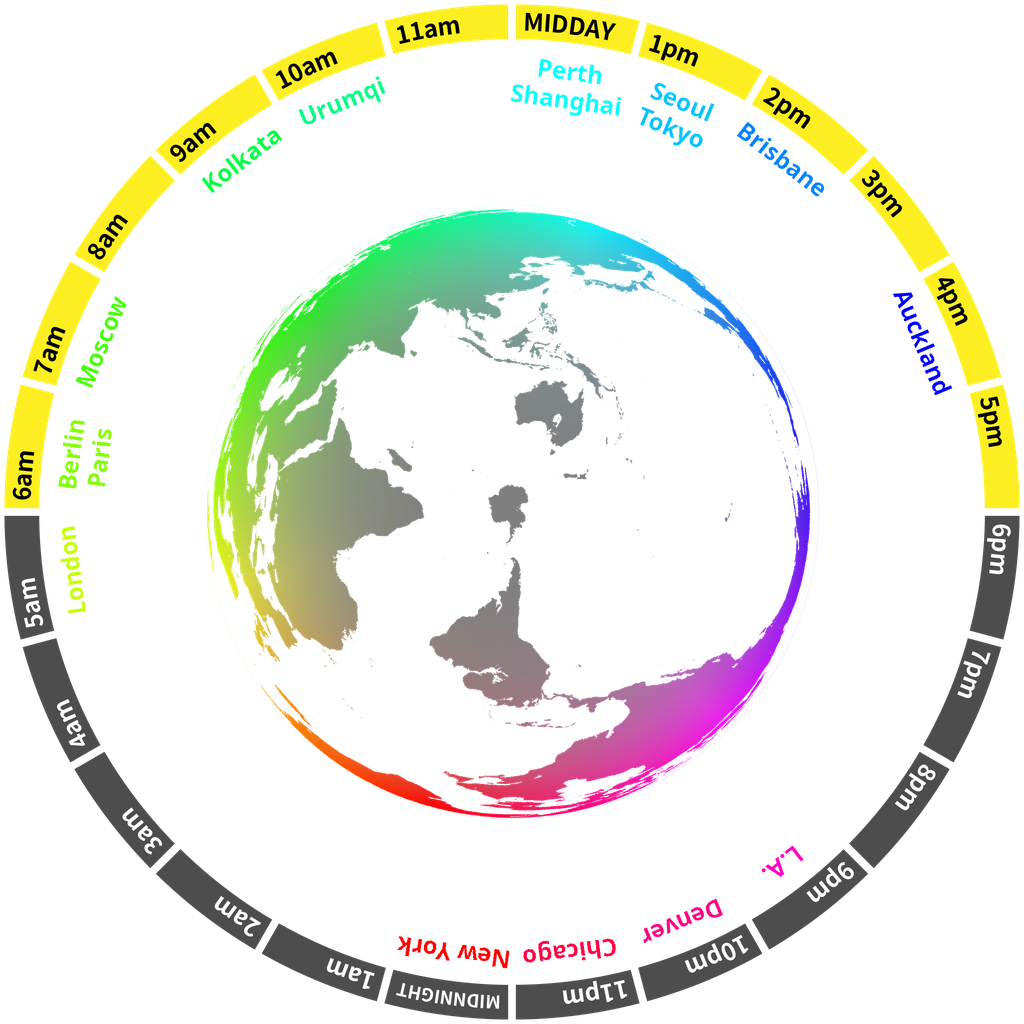 MIDDAY
1pm
2pm
3pm
4pm
5pm
6pm
7pm
8pm
9pm
10pm
11pm
MIDNNIGHT
1am
2am
3am
4am
5am
6am
7am
8am
9am
10am
11am
Perth
Shanghai
Seoul
Tokyo
Brisbane
Auckland
L.A.
Denver
Chicago
New York
London
Berlin
Paris
Moscow
Kolkata
Urumqi